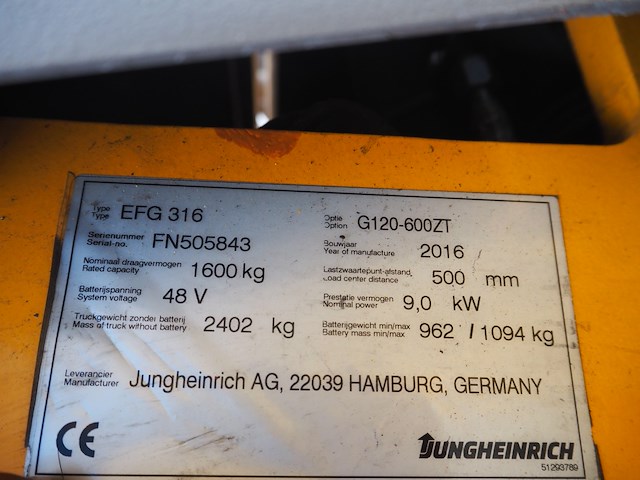 Type EFG 316 Optie
Type Option G120-600ZT
Serienummer FN505843 Bouwjaar
Serial-no. Year of manufacture 2016
Nominaal draagvermogen 1600 kg Lastzwaartepunt-afstand 500 mm
Rated capacity Load center distance
Batterijspanning 48 V Prestatie vermogen 9,0 kW
System voltage Nominal power
Truckgewicht zonder batterij 2402 kg Batterijgewicht min/max 962 / 1094 kg
Mass of truck without battery Battery mass min/max
Leverancier Jungheinrich AG, 22039 HAMBURG, GERMANY
Manufacturer
CE JUNGHEINRICH
51293789